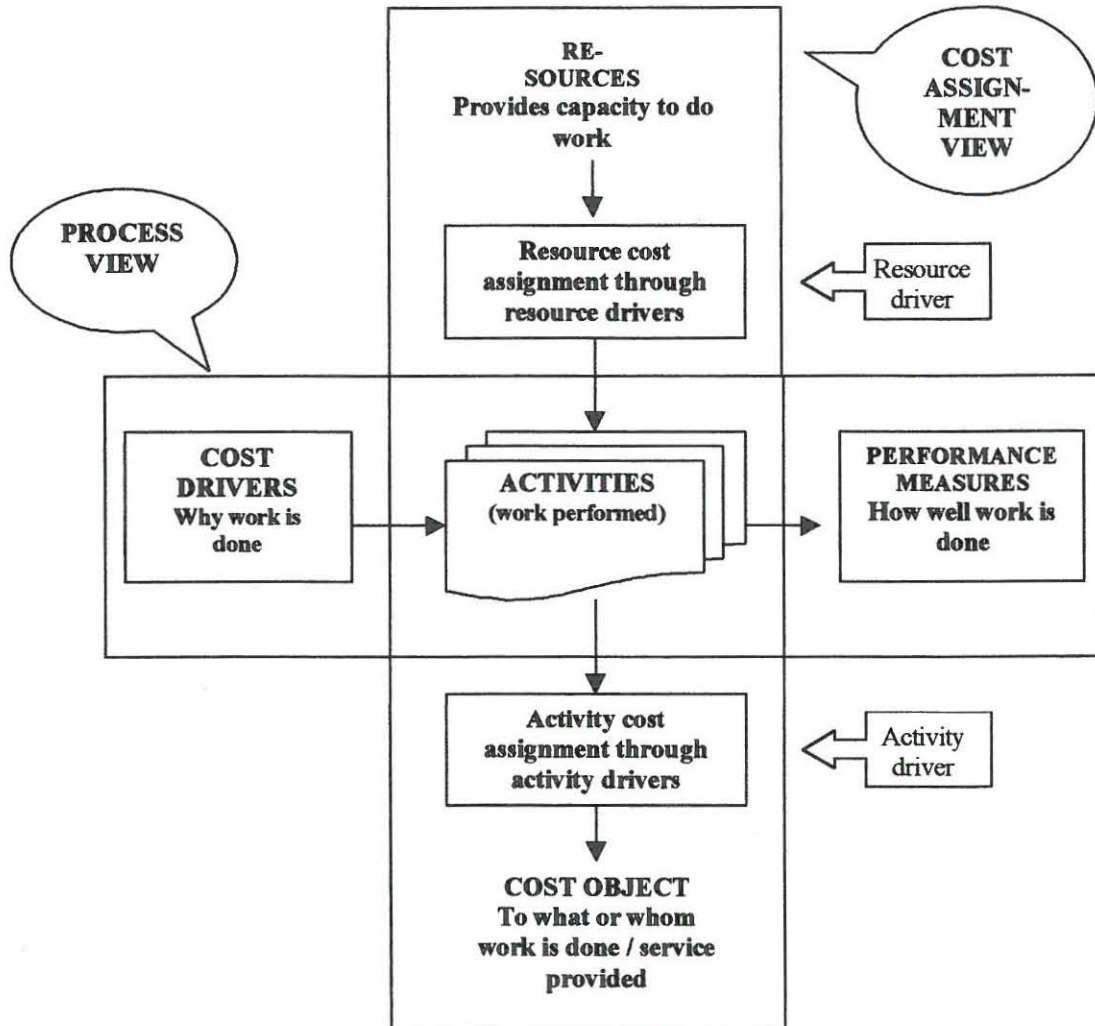 RE-
SOURCES
Provides capacity to do
work
COST
ASSIGN-
MENT
VIEW
PROCESS
VIEW
Resource cost
assignment through
resource drivers
Resource
driver
COST
DRIVERS
Why work is
done
ACTIVITIES
(work performed)
PERFORMANCE
MEASURES
How well work is
done
Activity cost
assignment through
activity drivers
Activity
driver
COST OBJECT
To what or whom
work is done / service
provided